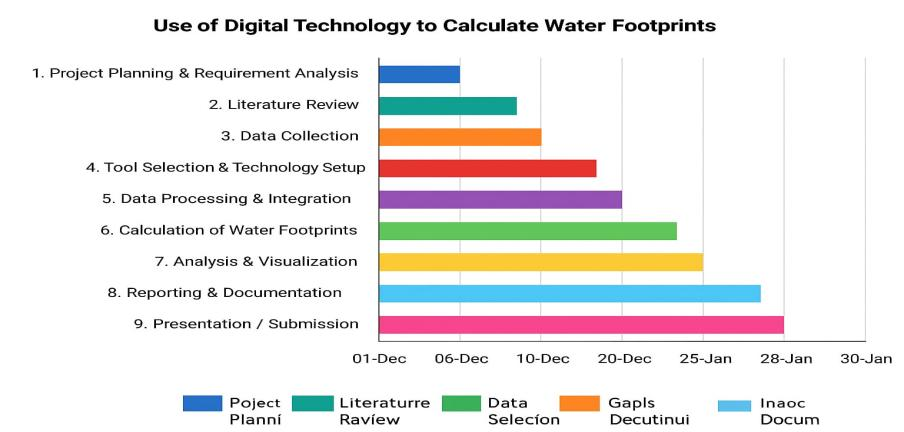 Use of Digital Technology to Calculate Water Footprints
1. Project Planning & Requirement Analysis
2. Literature Review
3. Data Collection
4. Tool Selection & Technology Setup
5. Data Processing & Integration
6. Calculation of Water Footprints
7. Analysis & Visualization
8. Reporting & Documentation
9. Presentation / Submission
01-Dec 06-Dec 10-Dec 20-Dec 25-Jan 28-Jan 30-Jan
Poject Literaturre Data Gapls Inaoc
Planní Ravíew Selecíon Decutinui Docum